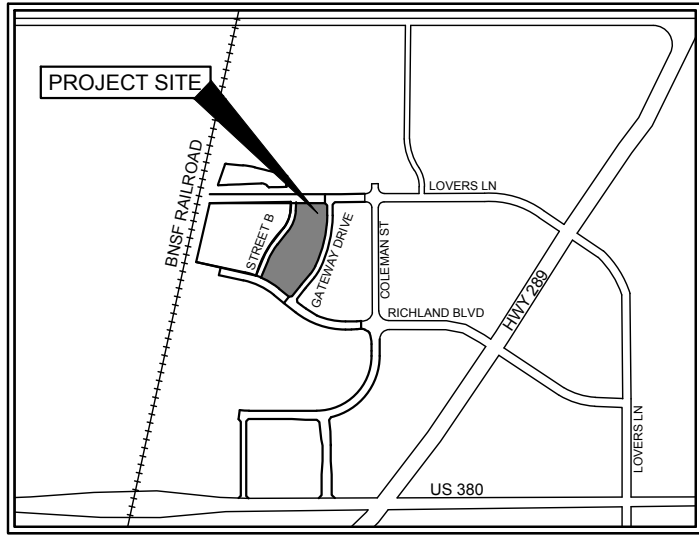 PROJECT SITE
BNSF RAILROAD
LOVERS LN
STREET B
GATEWAY DRIVE
COLEMAN ST
RICHLAND BLVD
HWY 289
LOVERS LN
US 380